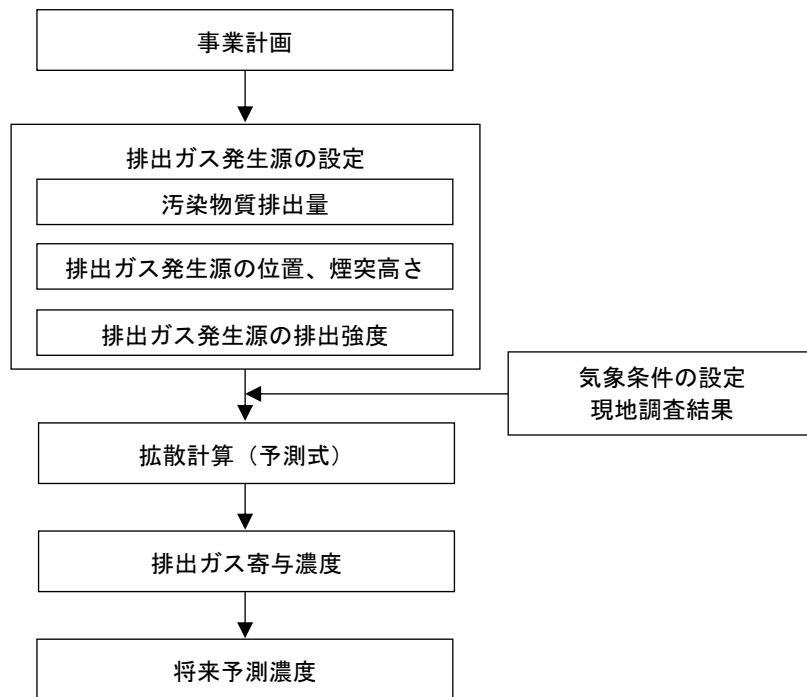 事業計画
排出ガス発生源の設定
汚染物質排出量
排出ガス発生源の位置、煙突高さ
排出ガス発生源の排出強度
気象条件の設定
現地調査結果
拡散計算（予測式）
排出ガス寄与濃度
将来予測濃度